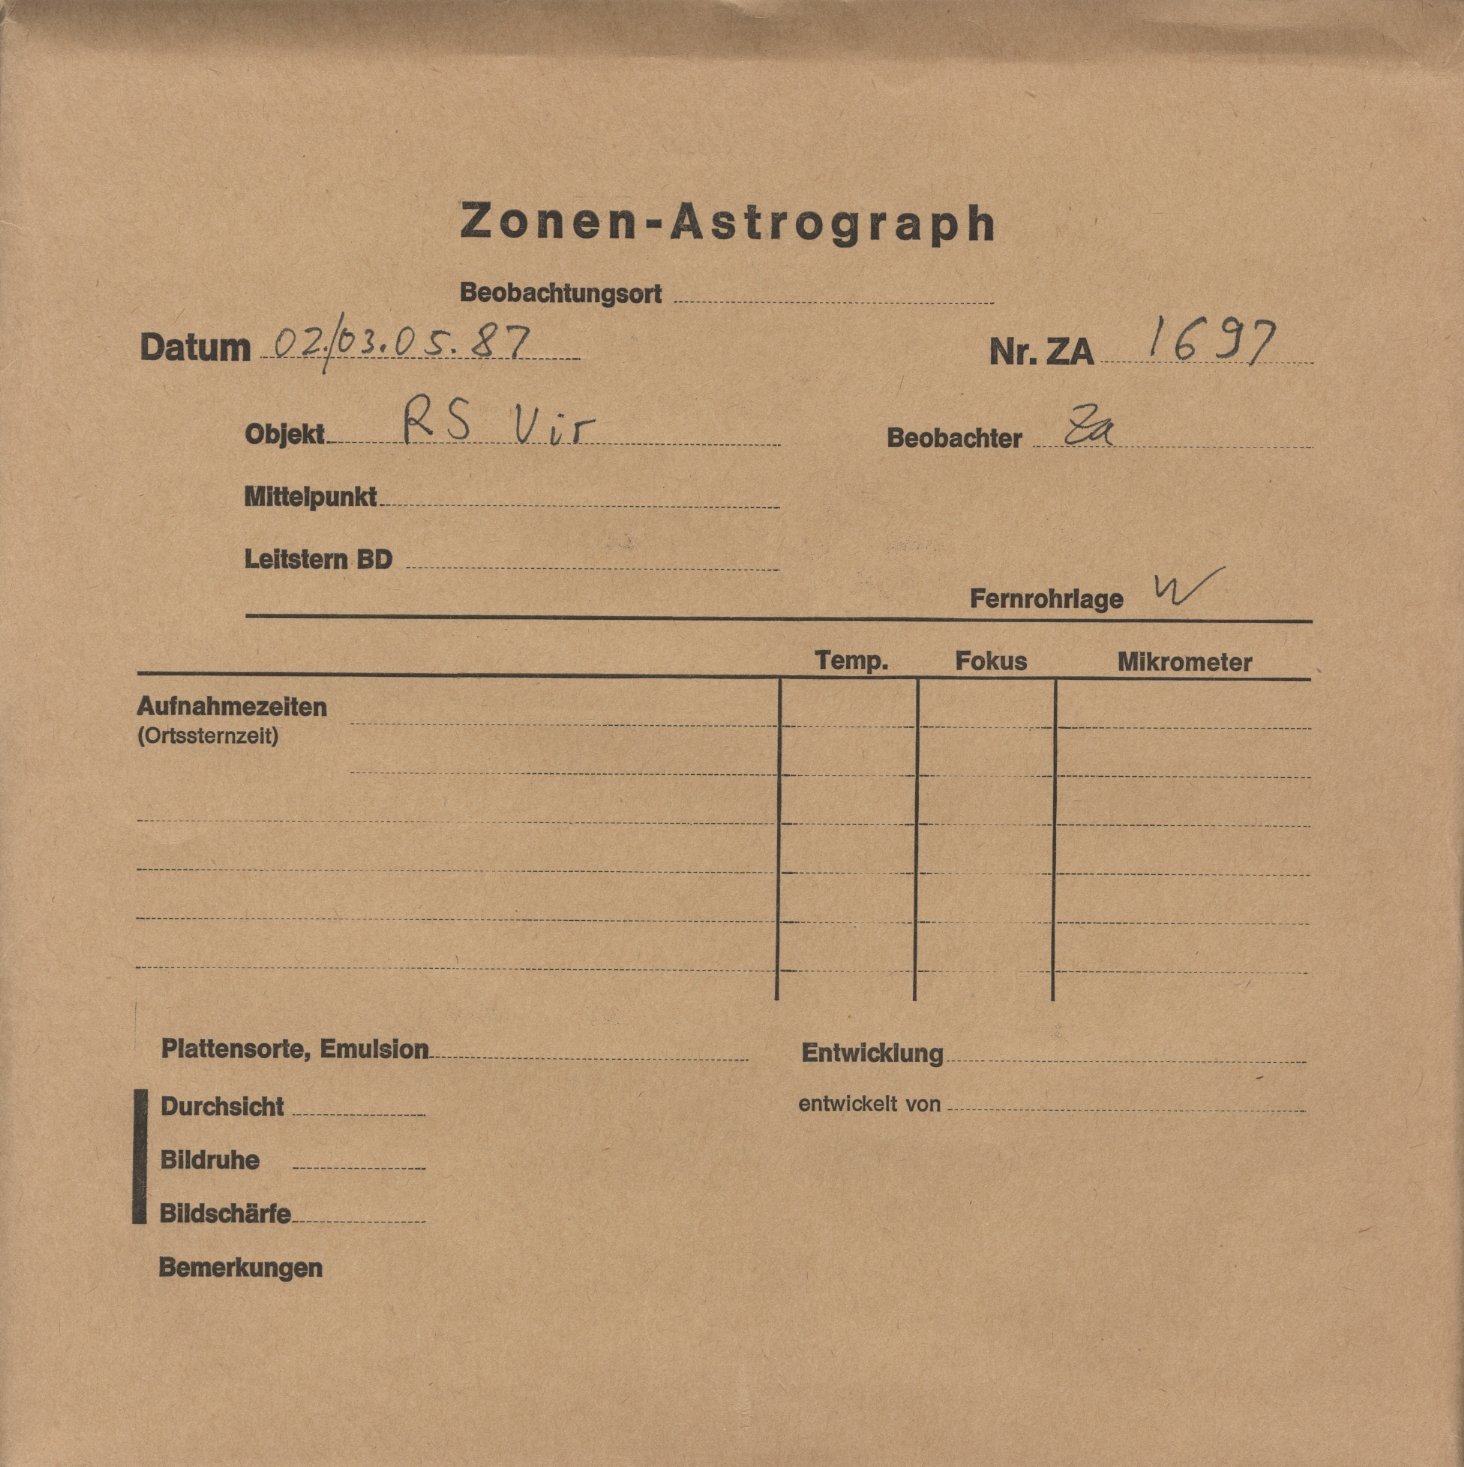 Zonen-Astrograph
Beobachtungsort
Datum 02./03.05.87 Nr. ZA 1697
Objekt RS Vir Beobachter Za
Mittelpunkt
Leitstern BD
Fernrohrlage W
Temp. Fokus Mikrometer
Aufnahmezeiten
(Ortssternzeit)
Plattensorte, Emulsion Entwicklung
Durchsicht entwickelt von
Bildruhe
Bildschärfe
Bemerkungen